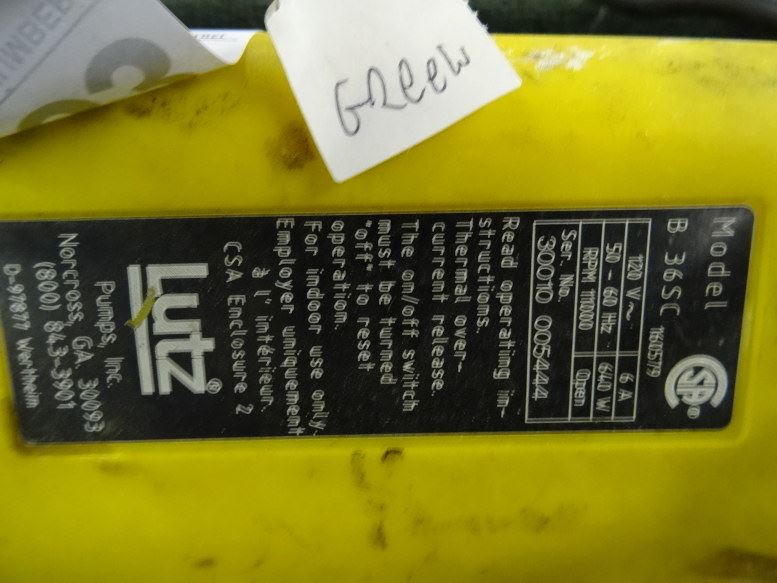 Green
Model
B 36SC 1605779
120 V~ 6 A
50 - 60 Hz 640 W
RPM 11000 Open
Ser. No.
30010 0005444
Read operating in-
structions.
Thermal over-
current release.
The on/off switch
must be turned
"off" to reset
operation.
For indoor use only.
Employer uniquement
à l'intérieur.
CSA Enclosure 2
Lutz®
Pumps, Inc.
Norcross, GA. 30093
(800) 843-3901
D-97877 Wertheim